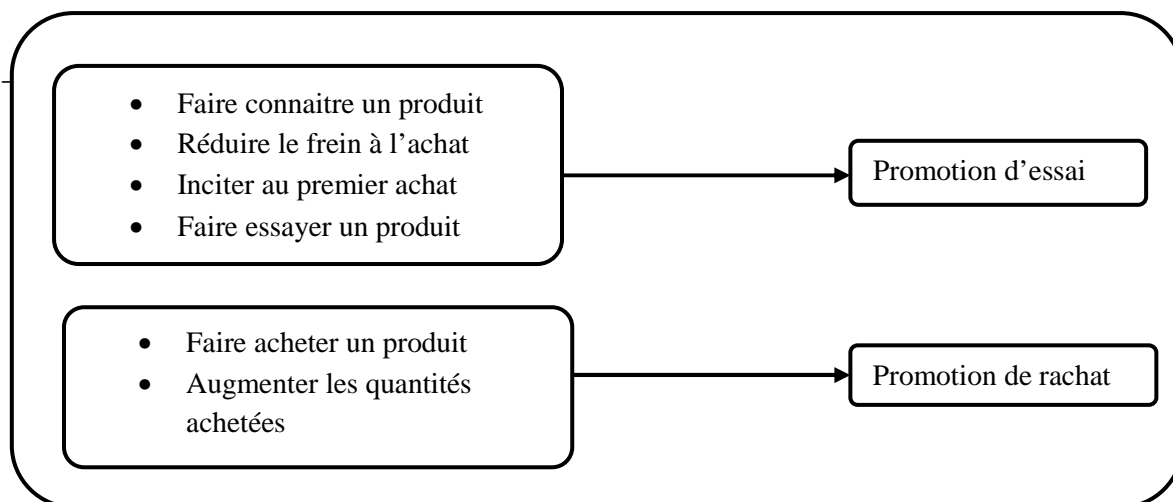 • Faire connaitre un produit
• Réduire le frein à l’achat
• Inciter au premier achat
• Faire essayer un produit
Promotion d’essai
• Faire acheter un produit
• Augmenter les quantités
achetées
Promotion de rachat